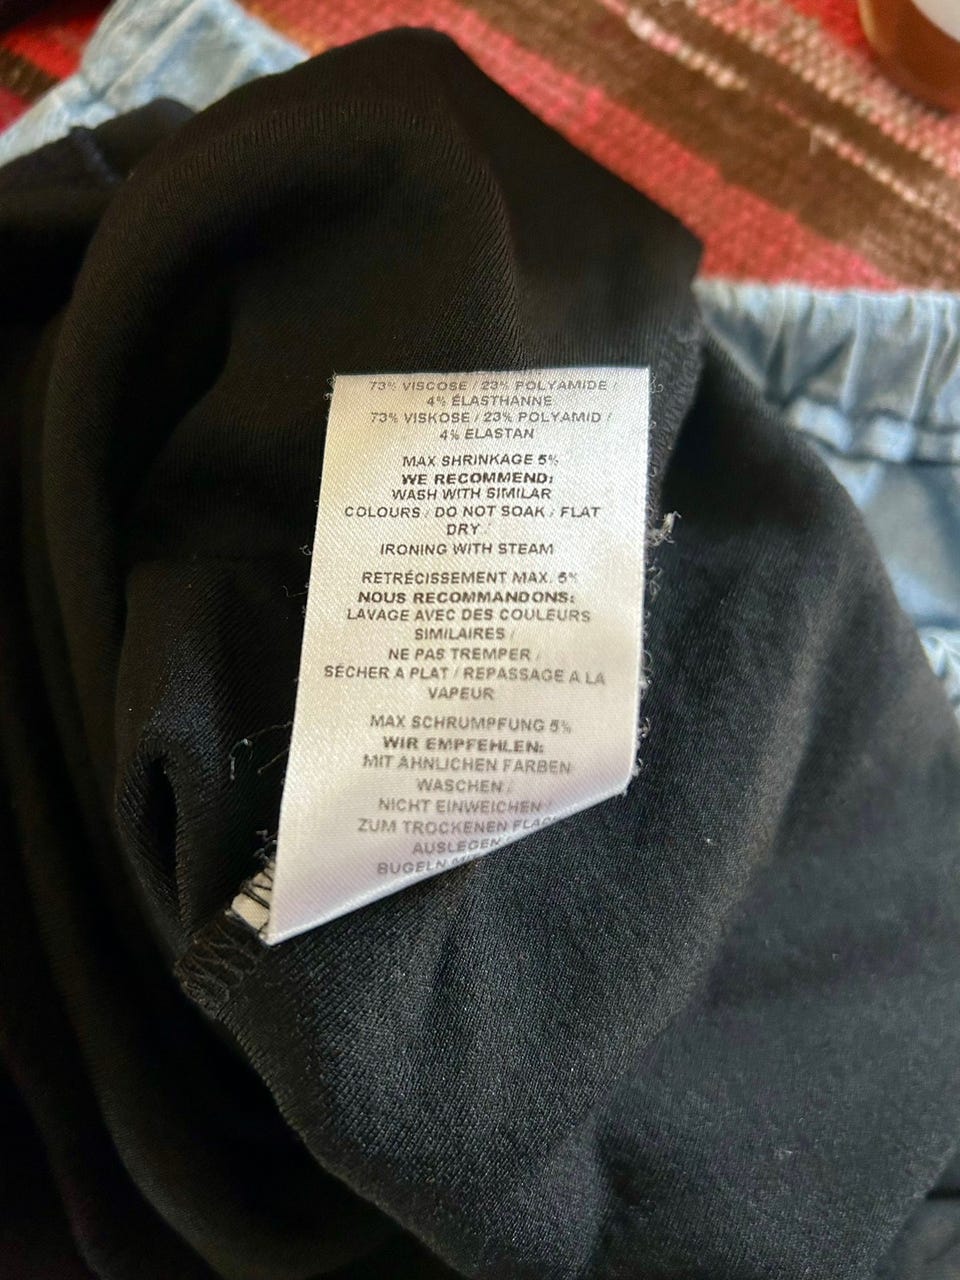 73% VISCOSE / 23% POLYAMIDE /
4% ÉLASTHANNE
73% VISKOSE / 23% POLYAMID /
4% ELASTAN
MAX SHRINKAGE 5%
WE RECOMMEND:
WASH WITH SIMILAR
COLOURS / DO NOT SOAK / FLAT
DRY /
IRONING WITH STEAM
RETRÉCISSEMENT MAX. 5%
NOUS RECOMMANDONS:
LAVAGE AVEC DES COULEURS
SIMILAIRES /
NE PAS TREMPER /
SÉCHER A PLAT / REPASSAGE A LA
VAPEUR
MAX SCHRUMPFUNG 5%
WIR EMPFEHLEN:
MIT ÄHNLICHEN FARBEN
WASCHEN /
NICHT EINWEICHEN /
ZUM TROCKENEN
AUSLEGEN
BÜGELN